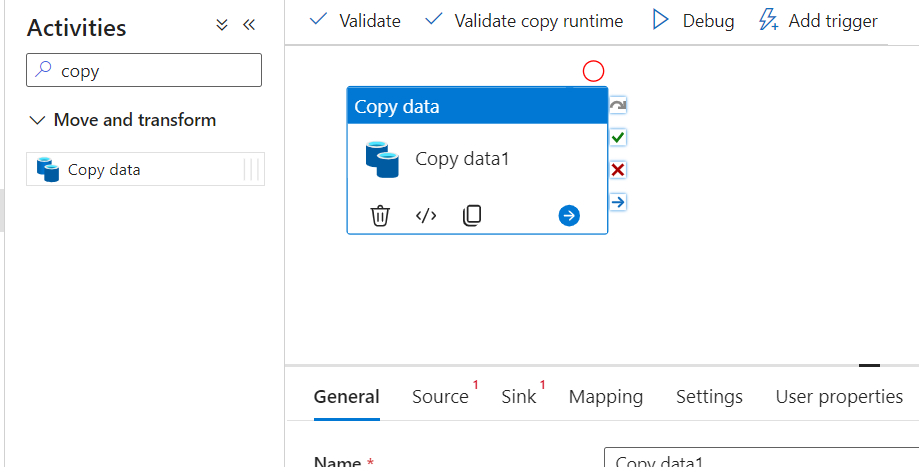 Activities
copy
Move and transform
Copy data
Validate
Validate copy runtime
Debug
Add trigger
Copy data
Copy data1
General
Source 1
Sink 1
Mapping
Settings
User properties
Name *
Copy data1